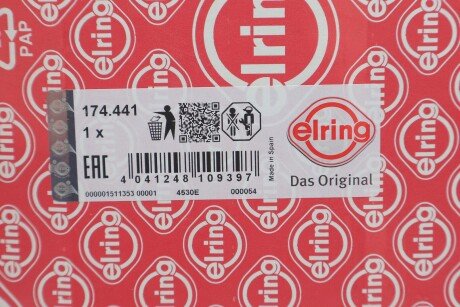 PAP
elring
174.441
1 x
EAC
4 041248 109397
000001511353 00001 4530E 000054
Made in Spain
elring
Das Original